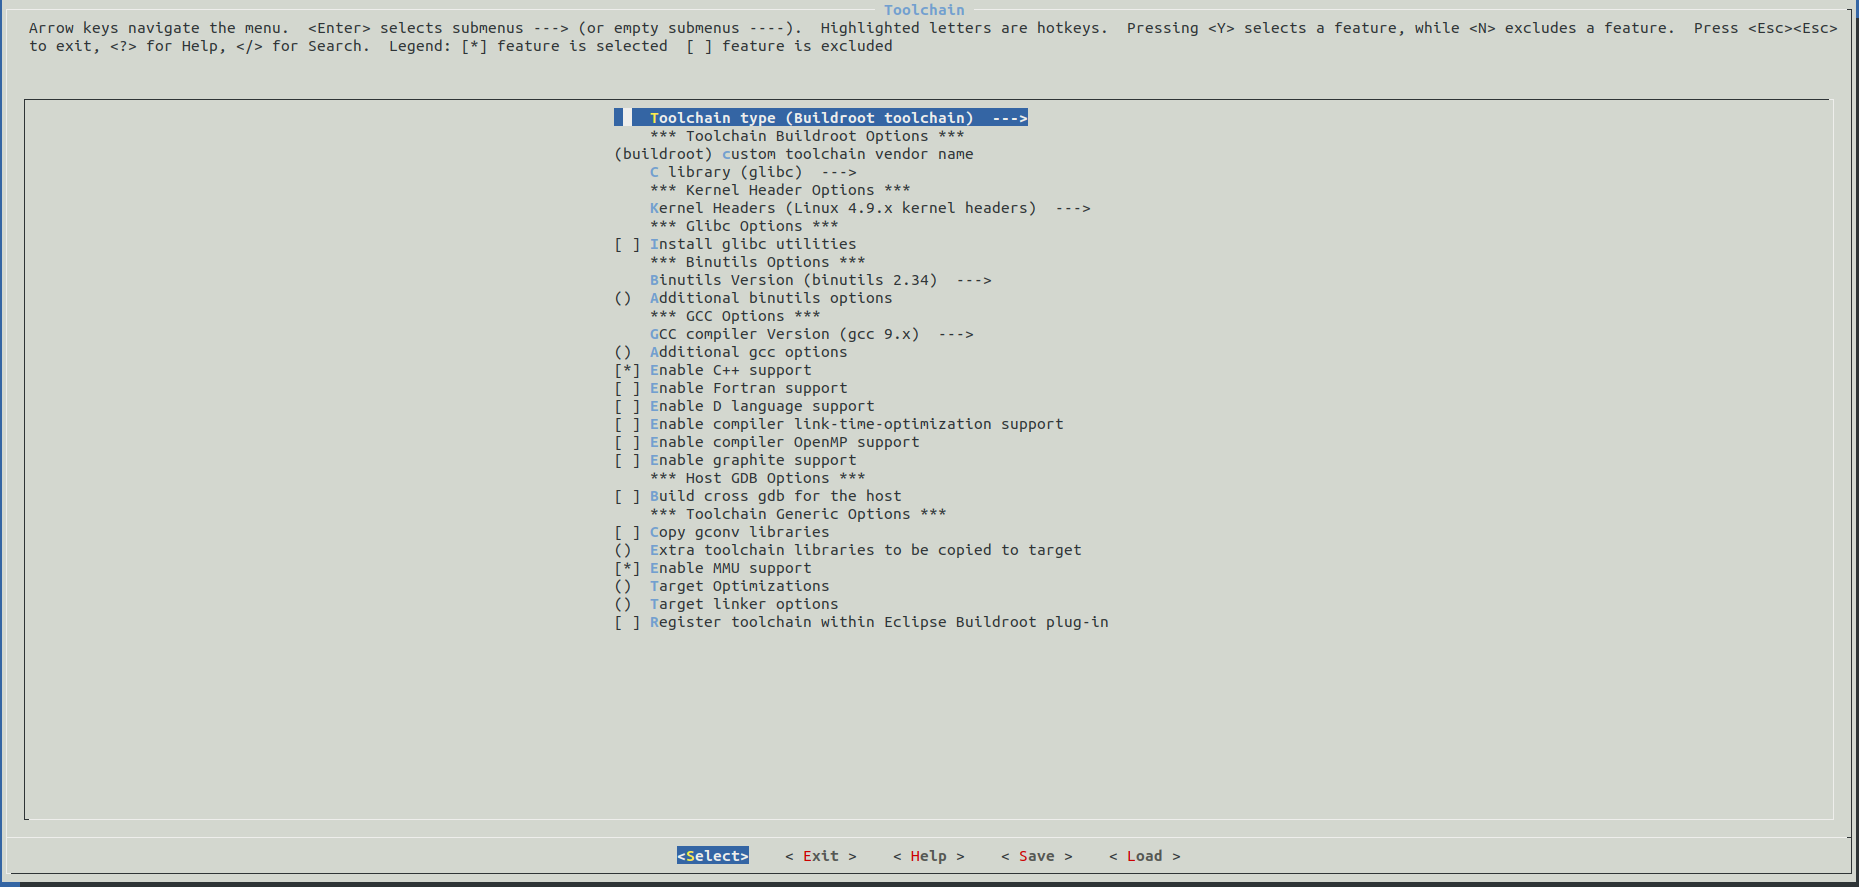 Toolchain
Arrow keys navigate the menu.  <Enter> selects submenus ---> (or empty submenus ----).  Highlighted letters are hotkeys.  Pressing <Y> selects a feature, while <N> excludes a feature.  Press <Esc><Esc>
to exit, <?> for Help, </> for Search.  Legend: [*] feature is selected  [ ] feature is excluded
Toolchain type (Buildroot toolchain)  --->
*** Toolchain Buildroot Options ***
(buildroot) custom toolchain vendor name
C library (glibc)  --->
*** Kernel Header Options ***
Kernel Headers (Linux 4.9.x kernel headers)  --->
*** Glibc Options ***
[ ] Install glibc utilities
*** Binutils Options ***
Binutils Version (binutils 2.34)  --->
()  Additional binutils options
*** GCC Options ***
GCC compiler Version (gcc 9.x)  --->
()  Additional gcc options
[*] Enable C++ support
[ ] Enable Fortran support
[ ] Enable D language support
[ ] Enable compiler link-time-optimization support
[ ] Enable compiler OpenMP support
[ ] Enable graphite support
*** Host GDB Options ***
[ ] Build cross gdb for the host
*** Toolchain Generic Options ***
[ ] Copy gconv libraries
()  Extra toolchain libraries to be copied to target
[*] Enable MMU support
()  Target Optimizations
()  Target linker options
[ ] Register toolchain within Eclipse Buildroot plug-in
<Select>    < Exit >    < Help >    < Save >    < Load >